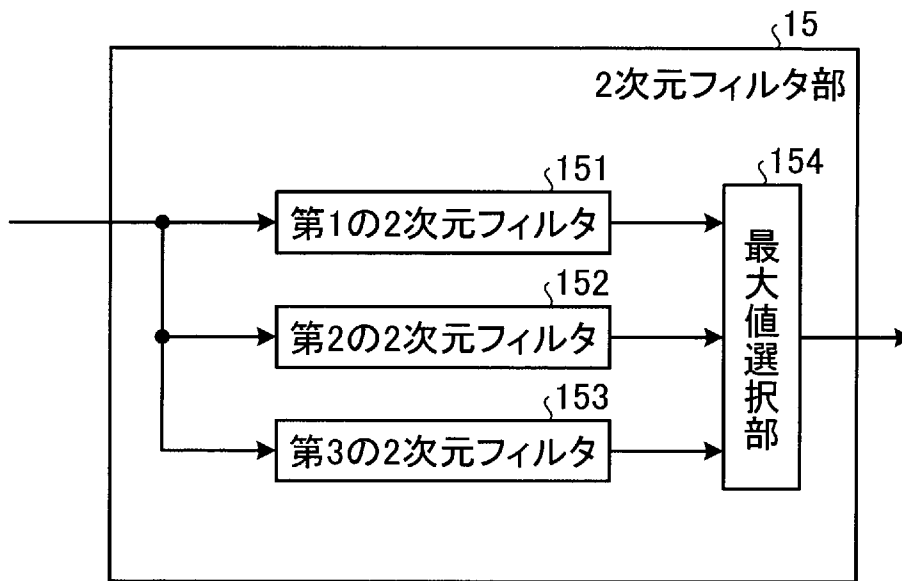 15
2次元フィルタ部
151
第1の2次元フィルタ
152
第2の2次元フィルタ
153
第3の2次元フィルタ
154
最大値選択部